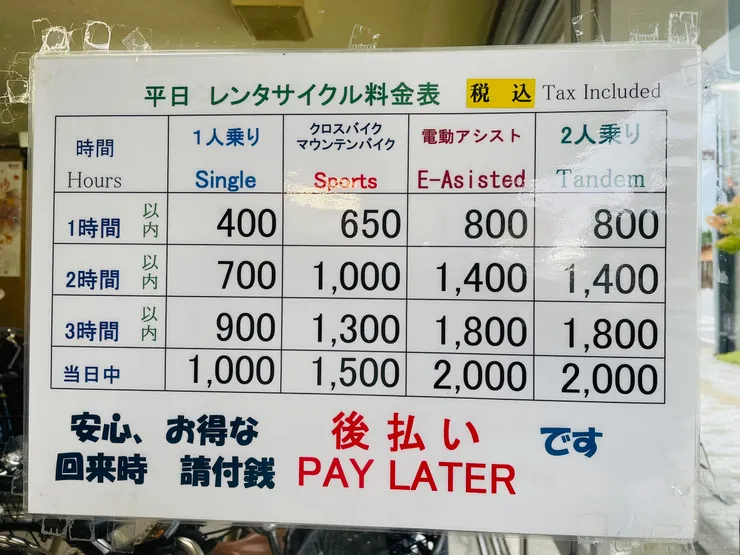 平日 レンタサイクル料金表 税込 Tax Included
時間 Hours 1人乗り Single クロスバイク マウンテンバイク Sports 電動アシスト E-Asisted 2人乗り Tandem
1時間以内 400 650 800 800
2時間以内 700 1,000 1,400 1,400
3時間以内 900 1,300 1,800 1,800
当日中 1,000 1,500 2,000 2,000
安心、お得な 後払い です
回来時 請付銭 PAY LATER